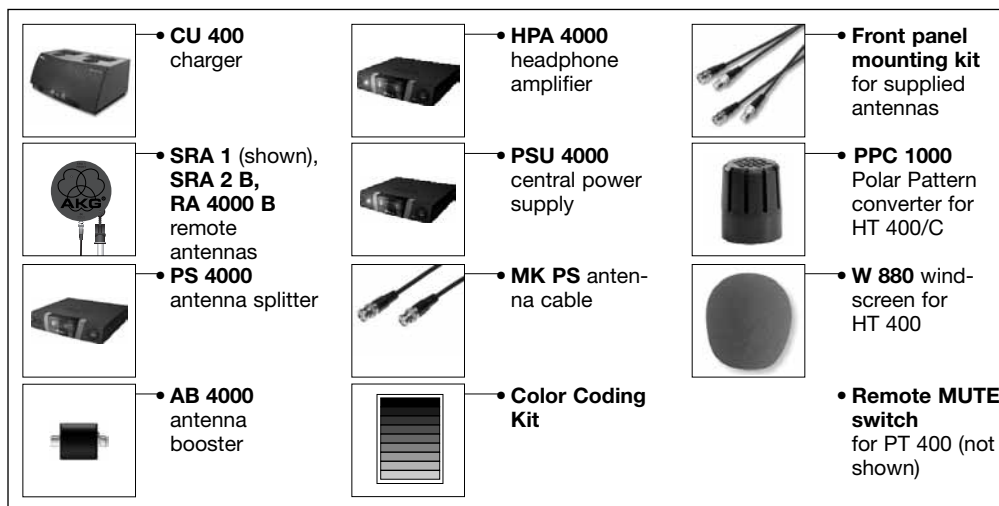 • CU 400
charger
• SRA 1 (shown),
SRA 2 B,
RA 4000 B
remote
antennas
AKG®
• PS 4000
antenna splitter
• AB 4000
antenna
booster
• HPA 4000
headphone
amplifier
• PSU 4000
central power
supply
• MK PS anten-
na cable
• Color Coding
Kit
• Front panel
mounting kit
for supplied
antennas
• PPC 1000
Polar Pattern
converter for
HT 400/C
• W 880 wind-
screen for
HT 400
• Remote MUTE
switch
for PT 400 (not
shown)